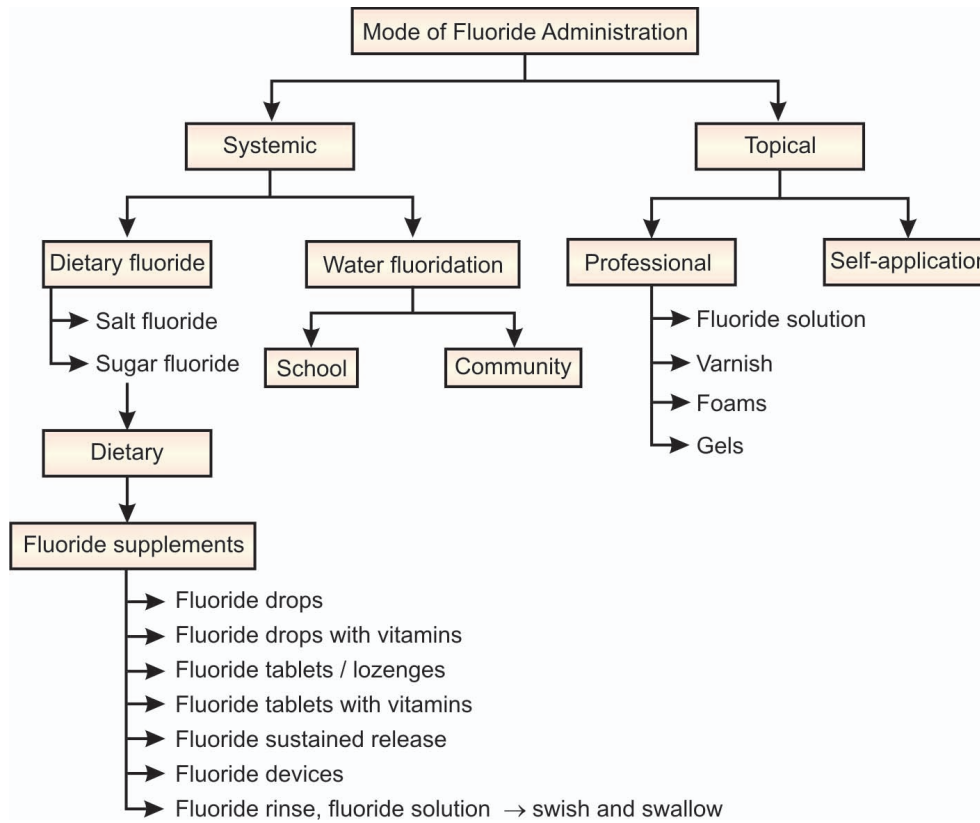 Mode of Fluoride Administration
Systemic
Topical
Dietary fluoride
Water fluoridation
Professional
Self-application
Salt fluoride
Sugar fluoride
School
Community
Fluoride solution
Varnish
Foams
Gels
Dietary
Fluoride supplements
Fluoride drops
Fluoride drops with vitamins
Fluoride tablets / lozenges
Fluoride tablets with vitamins
Fluoride sustained release
Fluoride devices
Fluoride rinse, fluoride solution → swish and swallow